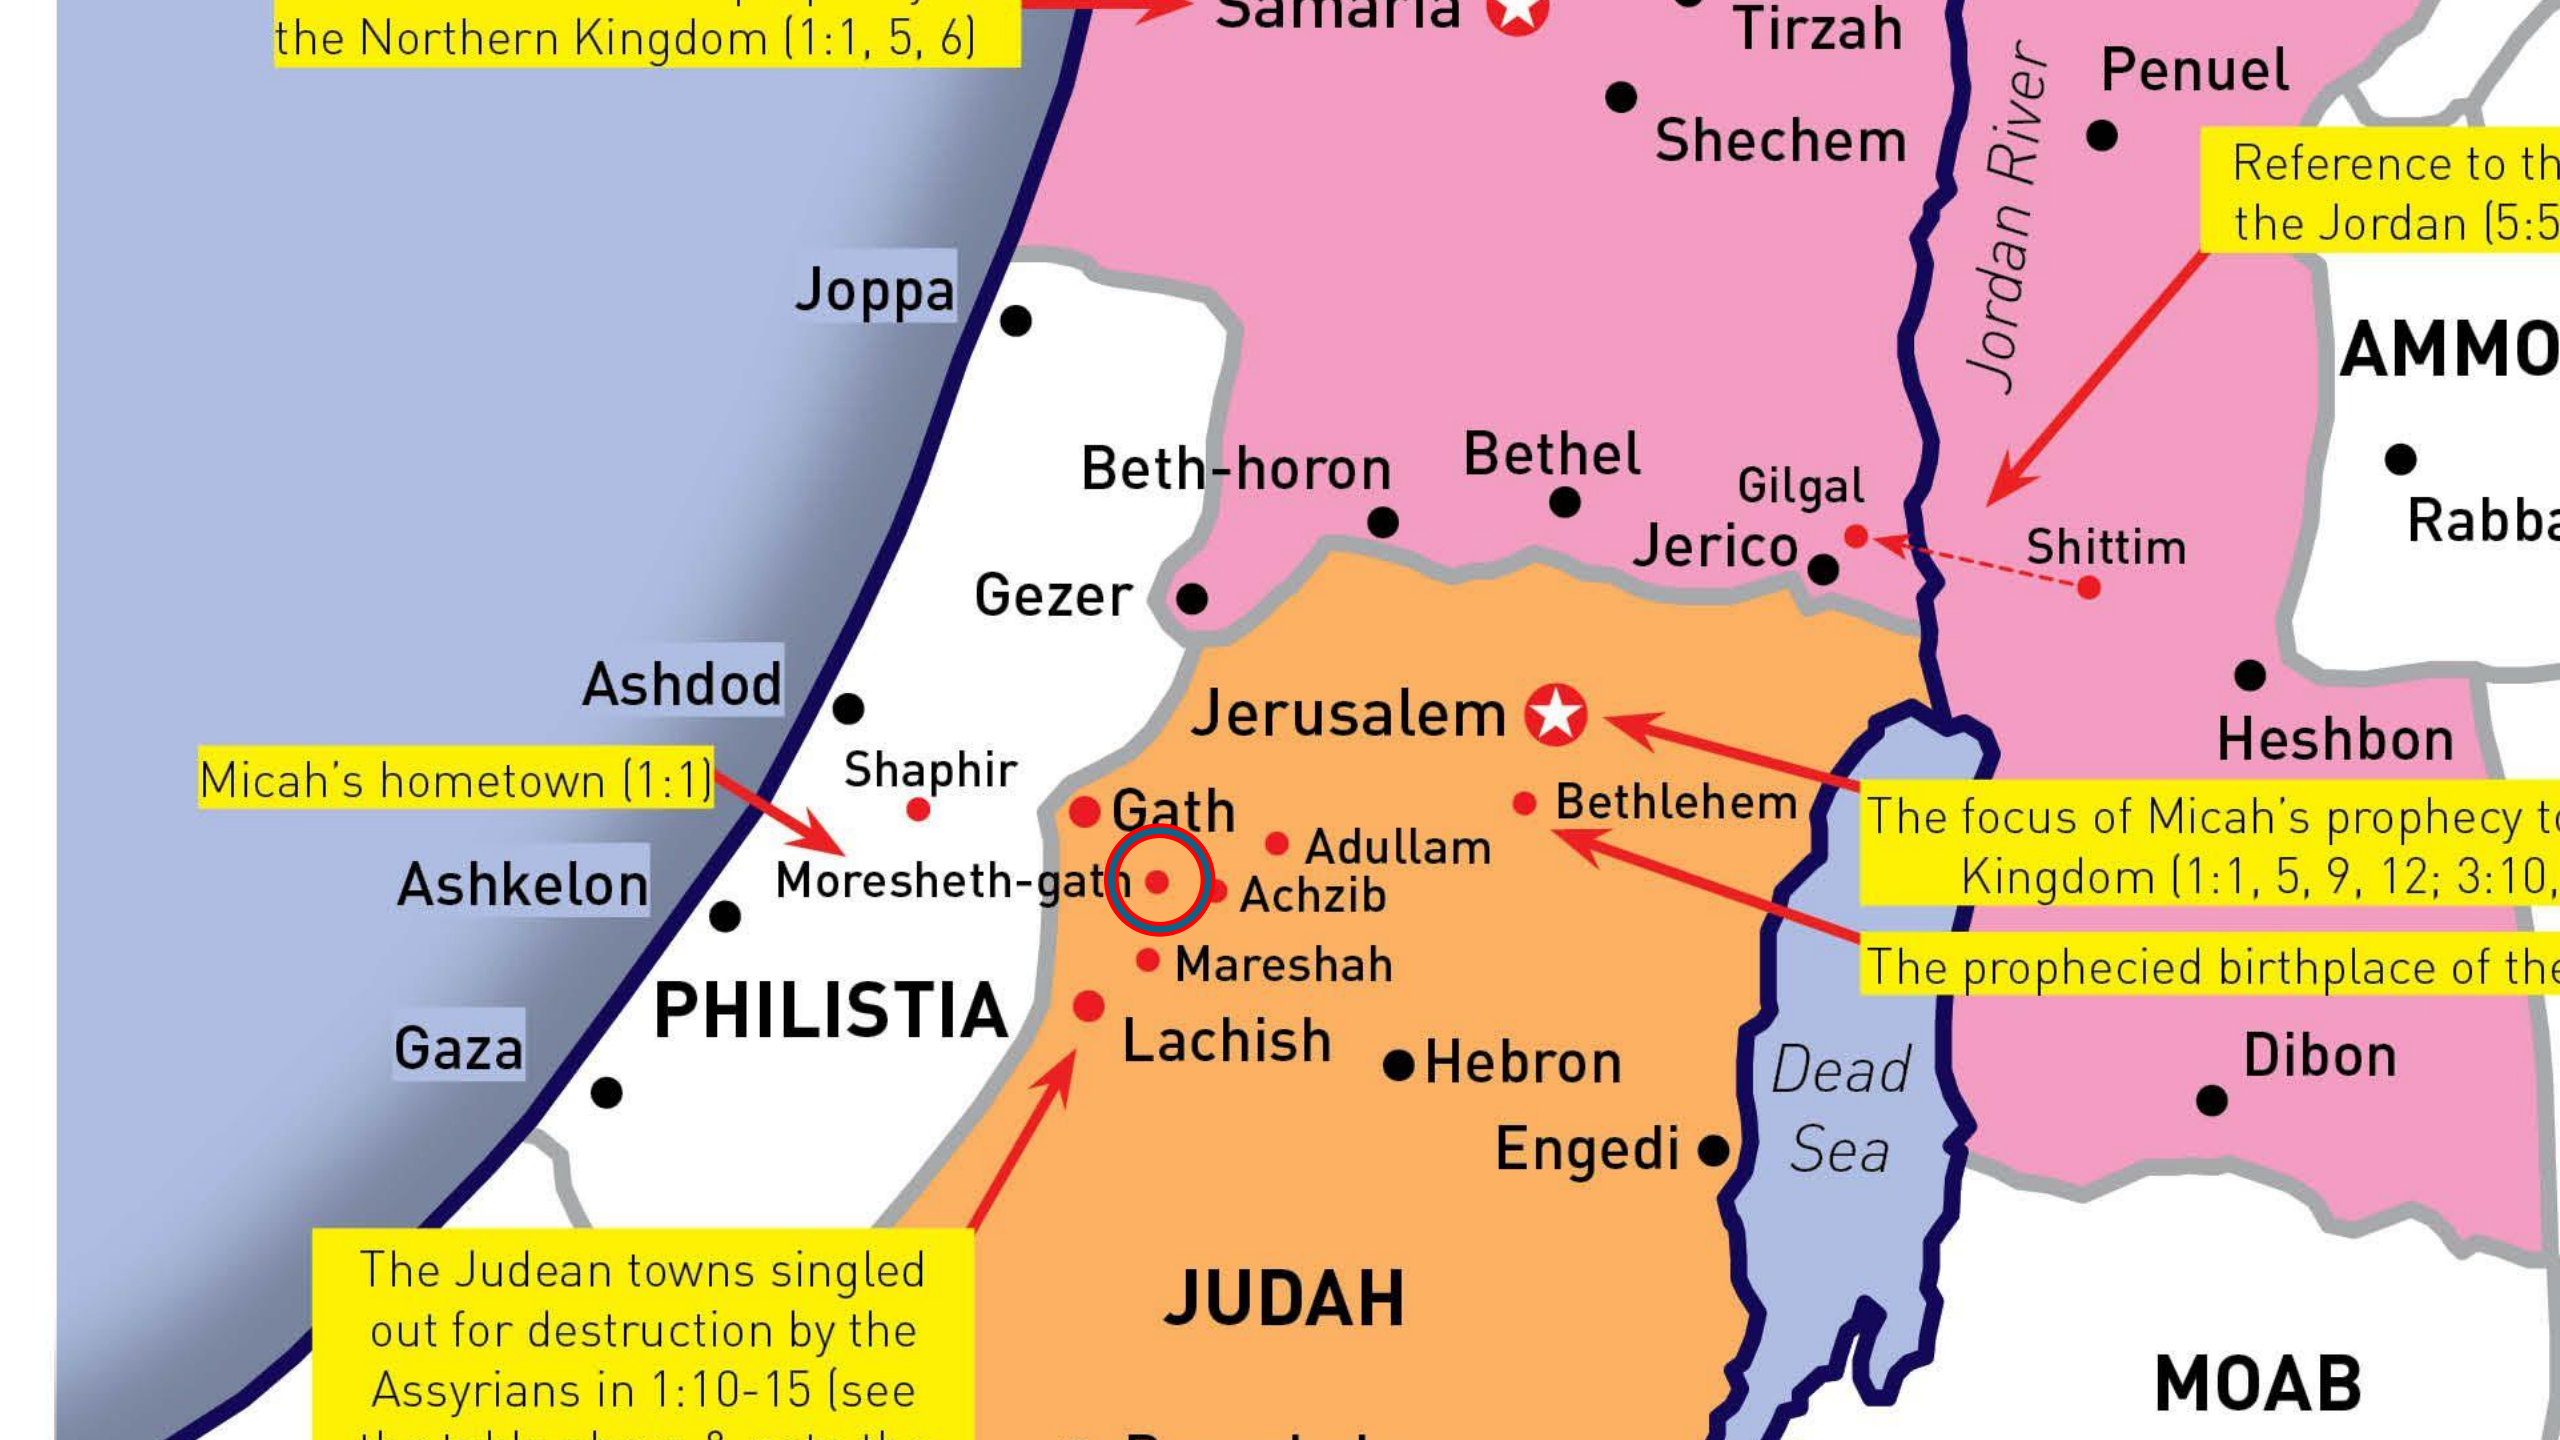 the Northern Kingdom (1:1, 5, 6)
Samaria
Tirzah
Penuel
Shechem
Jordan River
Reference to th
the Jordan (5:5
Joppa
AMMO
Beth-horon
Bethel
Gilgal
Jerico
Shittim
Rabba
Gezer
Ashdod
Jerusalem
Heshbon
Micah's hometown (1:1)
Shaphir
Gath
Bethlehem
The focus of Micah's prophecy to
Kingdom (1:1, 5, 9, 12; 3:10,
Adullam
Moresheth-gath
Achzib
Ashkelon
Mareshah
The prophecied birthplace of the
PHILISTIA
Lachish
Gaza
Hebron
Dead
Sea
Dibon
Engedi
The Judean towns singled
out for destruction by the
Assyrians in 1:10-15 (see
JUDAH
MOAB